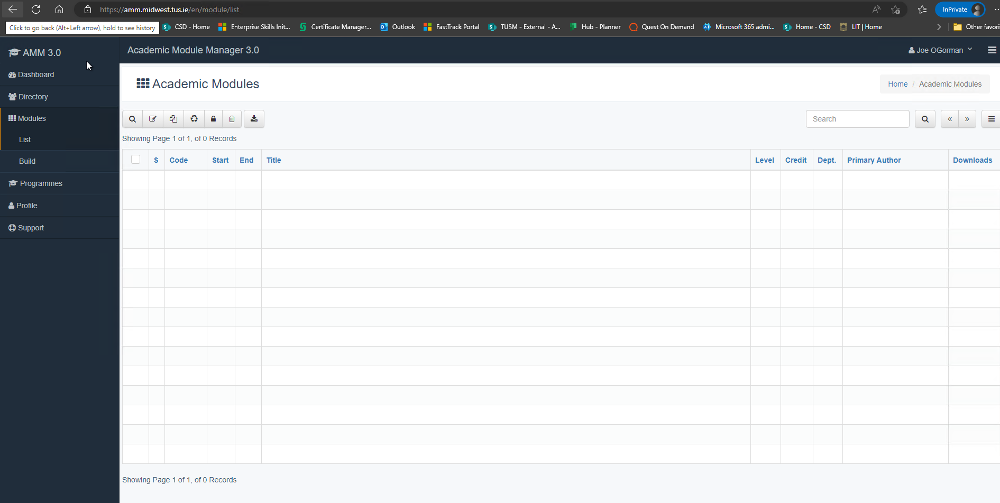 https://amm.midwest.tus.ie/en/module/list
InPrivate
Click to go back (Alt+Left arrow), hold to see history
CSD - Home
Enterprise Skills Init...
Certificate Manager...
Outlook
FastTrack Portal
TUSM - External - A...
Hub - Planner
Quest On Demand
Microsoft 365 admi...
Home - CSD
LIT | Home
Other favori
AMM 3.0
Academic Module Manager 3.0
Joe OGorman
Dashboard
Directory
Modules
List
Build
Programmes
Profile
Support
Academic Modules
Home / Academic Modules
Search
Showing Page 1 of 1, of 0 Records
S Code Start End Title Level Credit Dept. Primary Author Downloads
Showing Page 1 of 1, of 0 Records